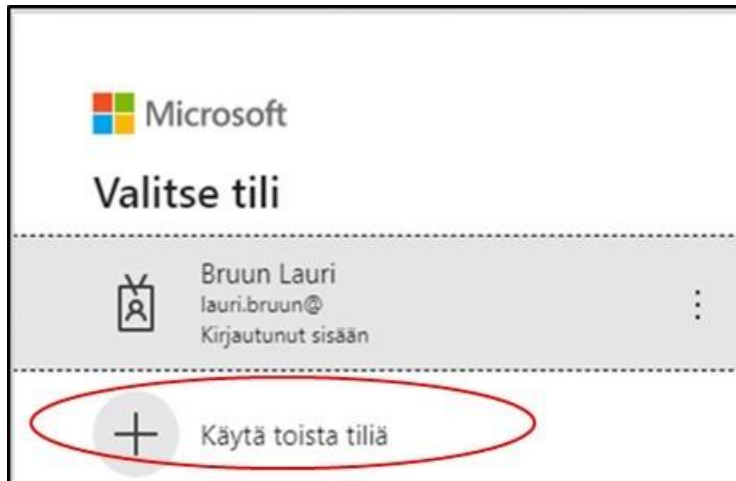 Microsoft
Valitse tili
Bruun Lauri
lauri.bruun@
Kirjautunut sisään
Käytä toista tiliä